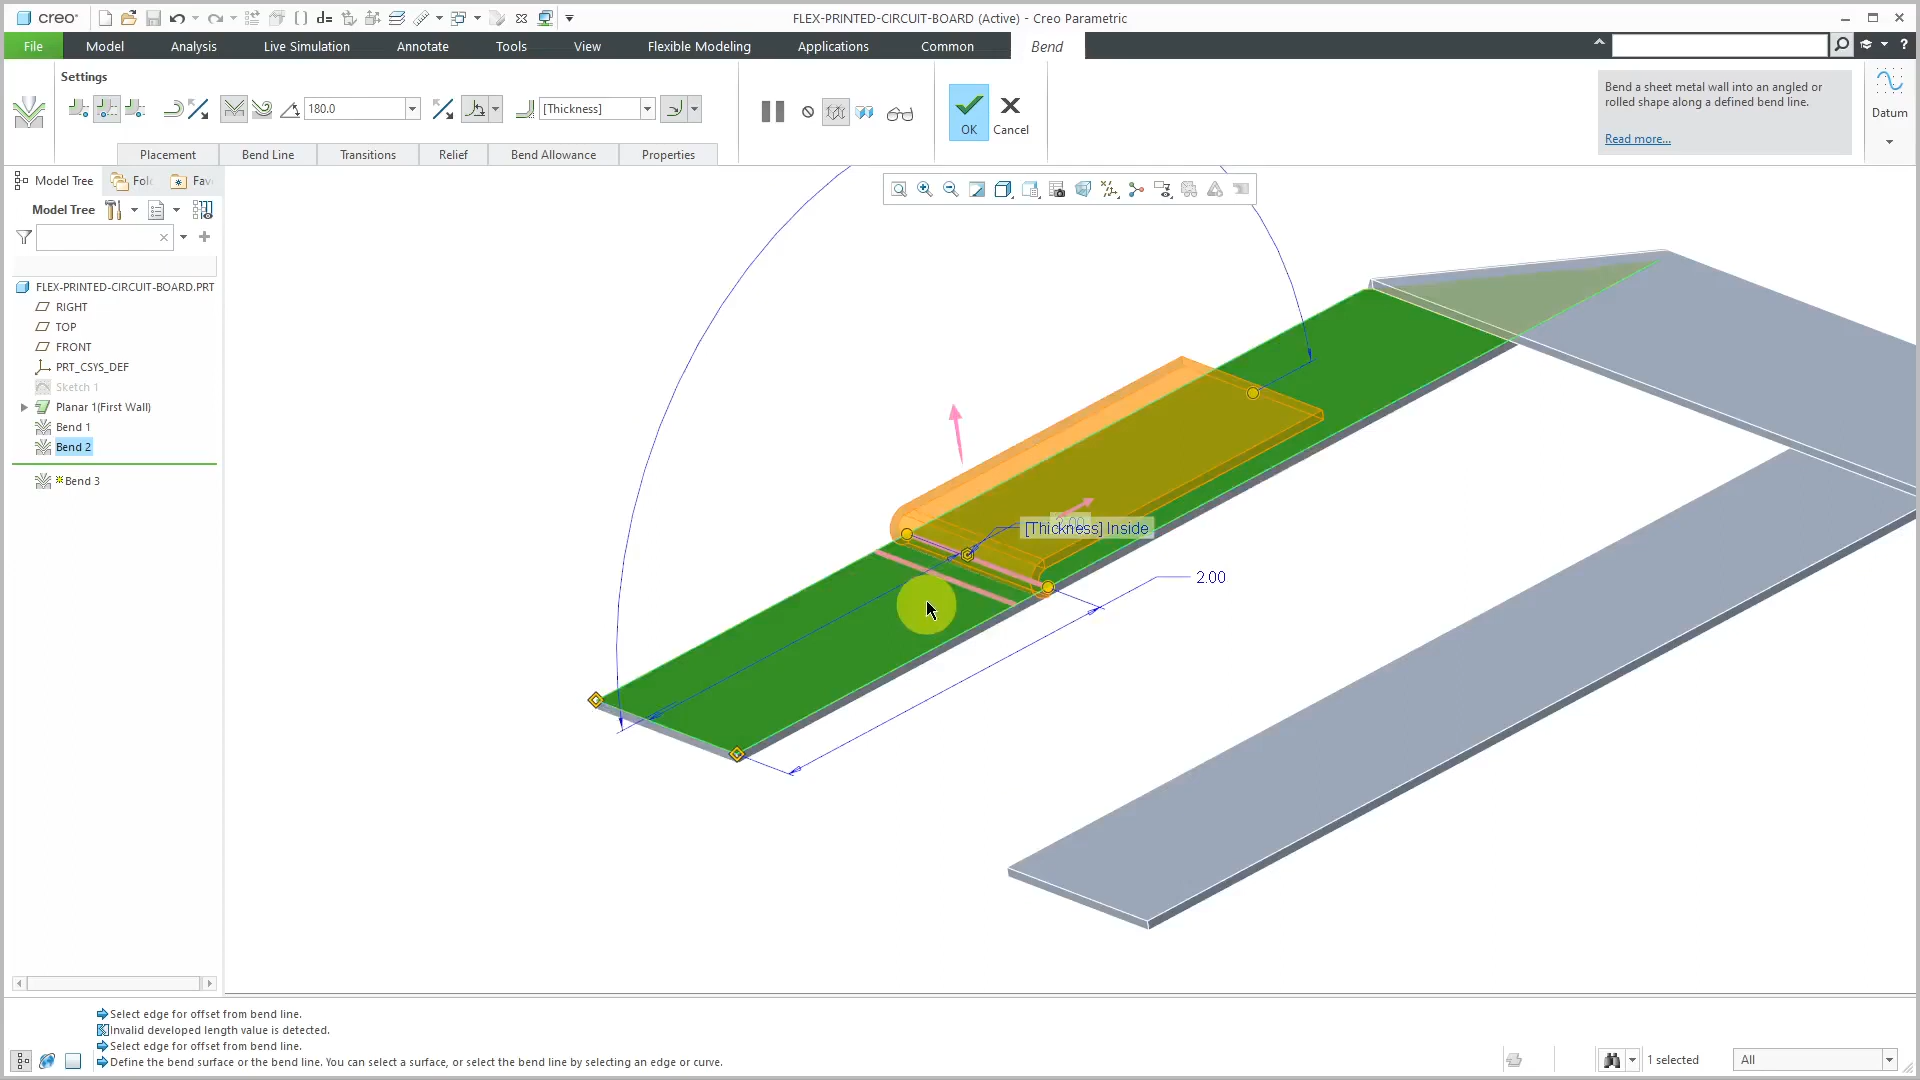 creo
FLEX-PRINTED-CIRCUIT-BOARD (Active) - Creo Parametric
File
Model
Analysis
Live Simulation
Annotate
Tools
View
Flexible Modeling
Applications
Common
Bend
Settings
180.0
[Thickness]
OK
Cancel
Bend a sheet metal wall into an angled or
rolled shape along a defined bend line.
Read more...
Datum
Placement
Bend Line
Transitions
Relief
Bend Allowance
Properties
Model Tree
Fol
Fav
Model Tree
FLEX-PRINTED-CIRCUIT-BOARD.PRT
RIGHT
TOP
FRONT
PRT_CSYS_DEF
Sketch 1
Planar 1(First Wall)
Bend 1
Bend 2
Bend 3
[Thickness] Inside
2.00
Select edge for offset from bend line.
Invalid developed length value is detected.
Select edge for offset from bend line.
Define the bend surface or the bend line. You can select a surface, or select the bend line by selecting an edge or curve.
1 selected
All